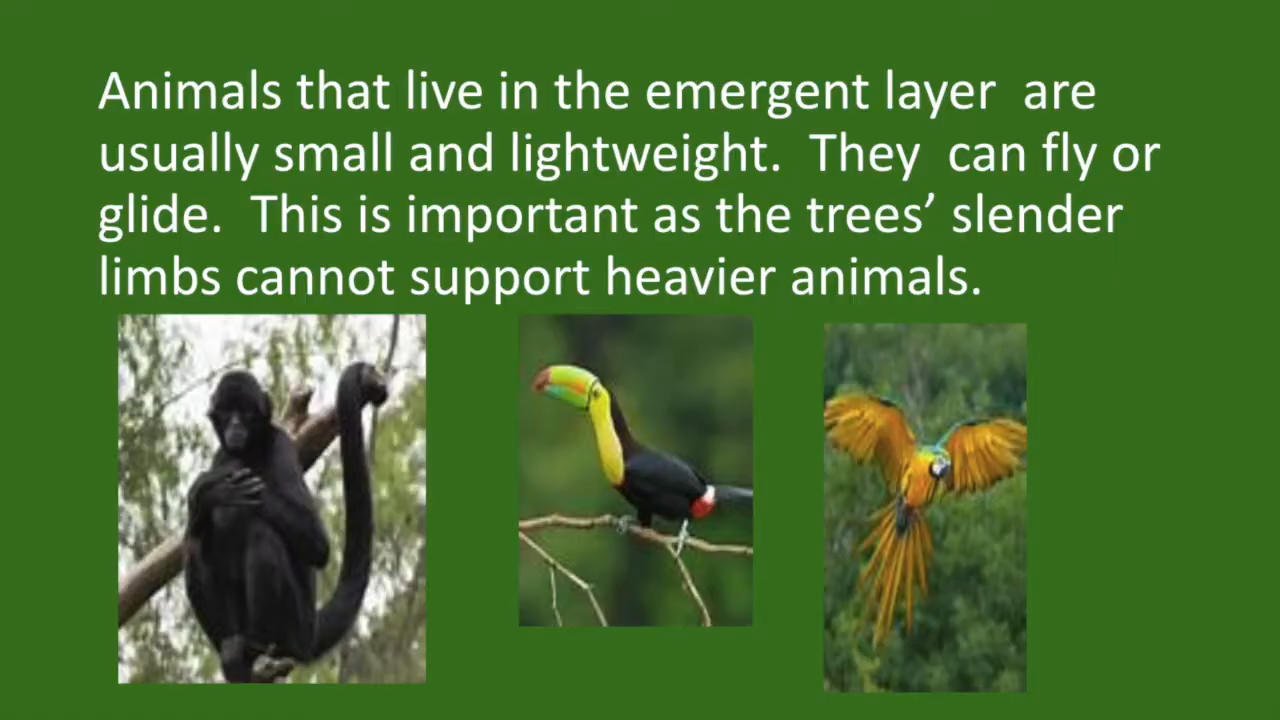 Animals that live in the emergent layer  are
usually small and lightweight.  They  can fly or
glide.  This is important as the trees’ slender
limbs cannot support heavier animals.